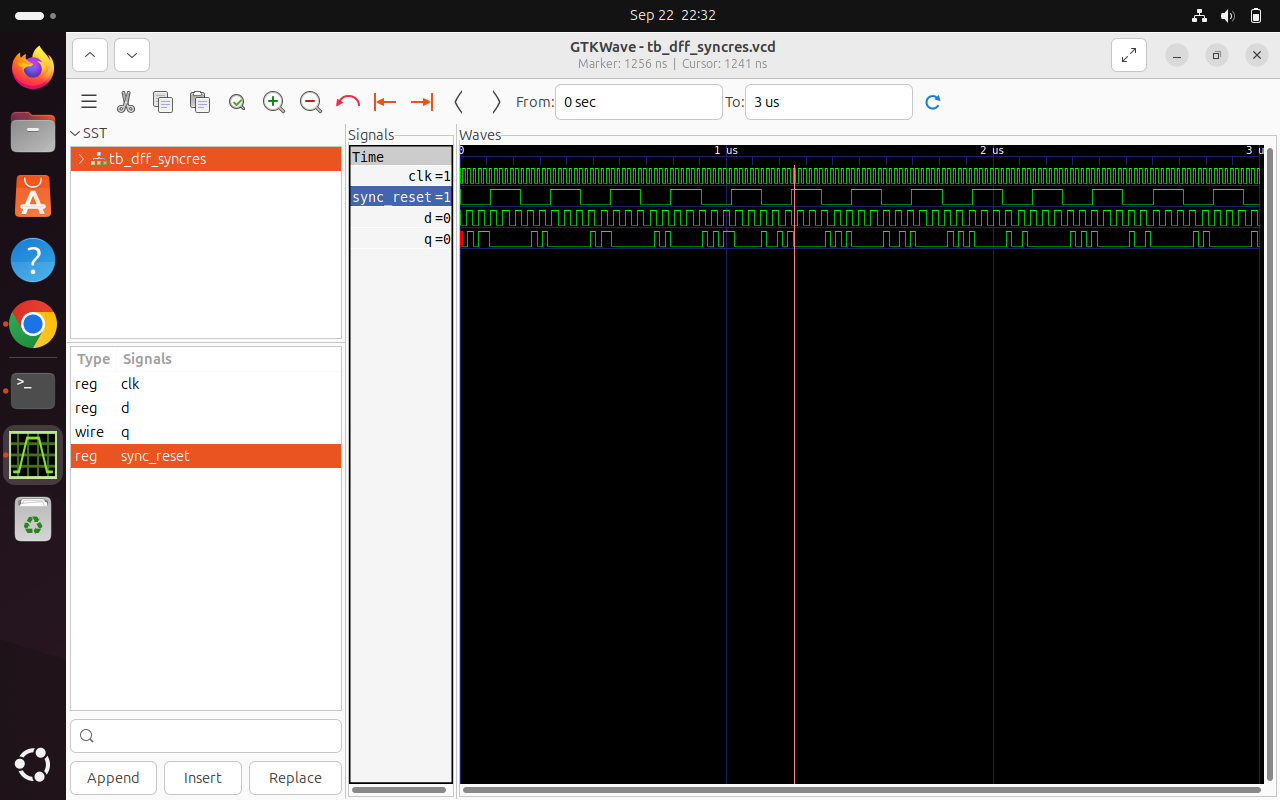 Sep 22 22:32
GTKWave - tb_dff_syncres.vcd
Marker: 1256 ns | Cursor: 1241 ns
From: 0 sec To: 3 us
SST
tb_dff_syncres
Type Signals
reg clk
reg d
wire q
reg sync_reset
Append Insert Replace
Signals
Time
clk =1
sync_reset =1
d =0
q =0
Waves
0 1 us 2 us 3 u